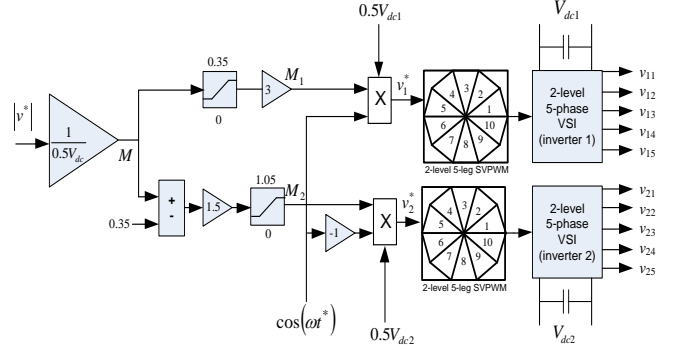 0.5V_dc1
V_dc1
|v*|
1
0.5V_dc
M
0.35
0
3
M_1
X
v_1*
1
2
3
4
5
6
7
8
9
10
2-level 5-leg SVPWM
2-level
5-phase
VSI
(inverter 1)
v_11
v_12
v_13
v_14
v_15
+
-
0.35
1.5
1.05
0
M_2
-1
X
v_2*
1
2
3
4
5
6
7
8
9
10
2-level 5-leg SVPWM
2-level
5-phase
VSI
(inverter 2)
v_21
v_22
v_23
v_24
v_25
cos(ωt*)
0.5V_dc2
V_dc2